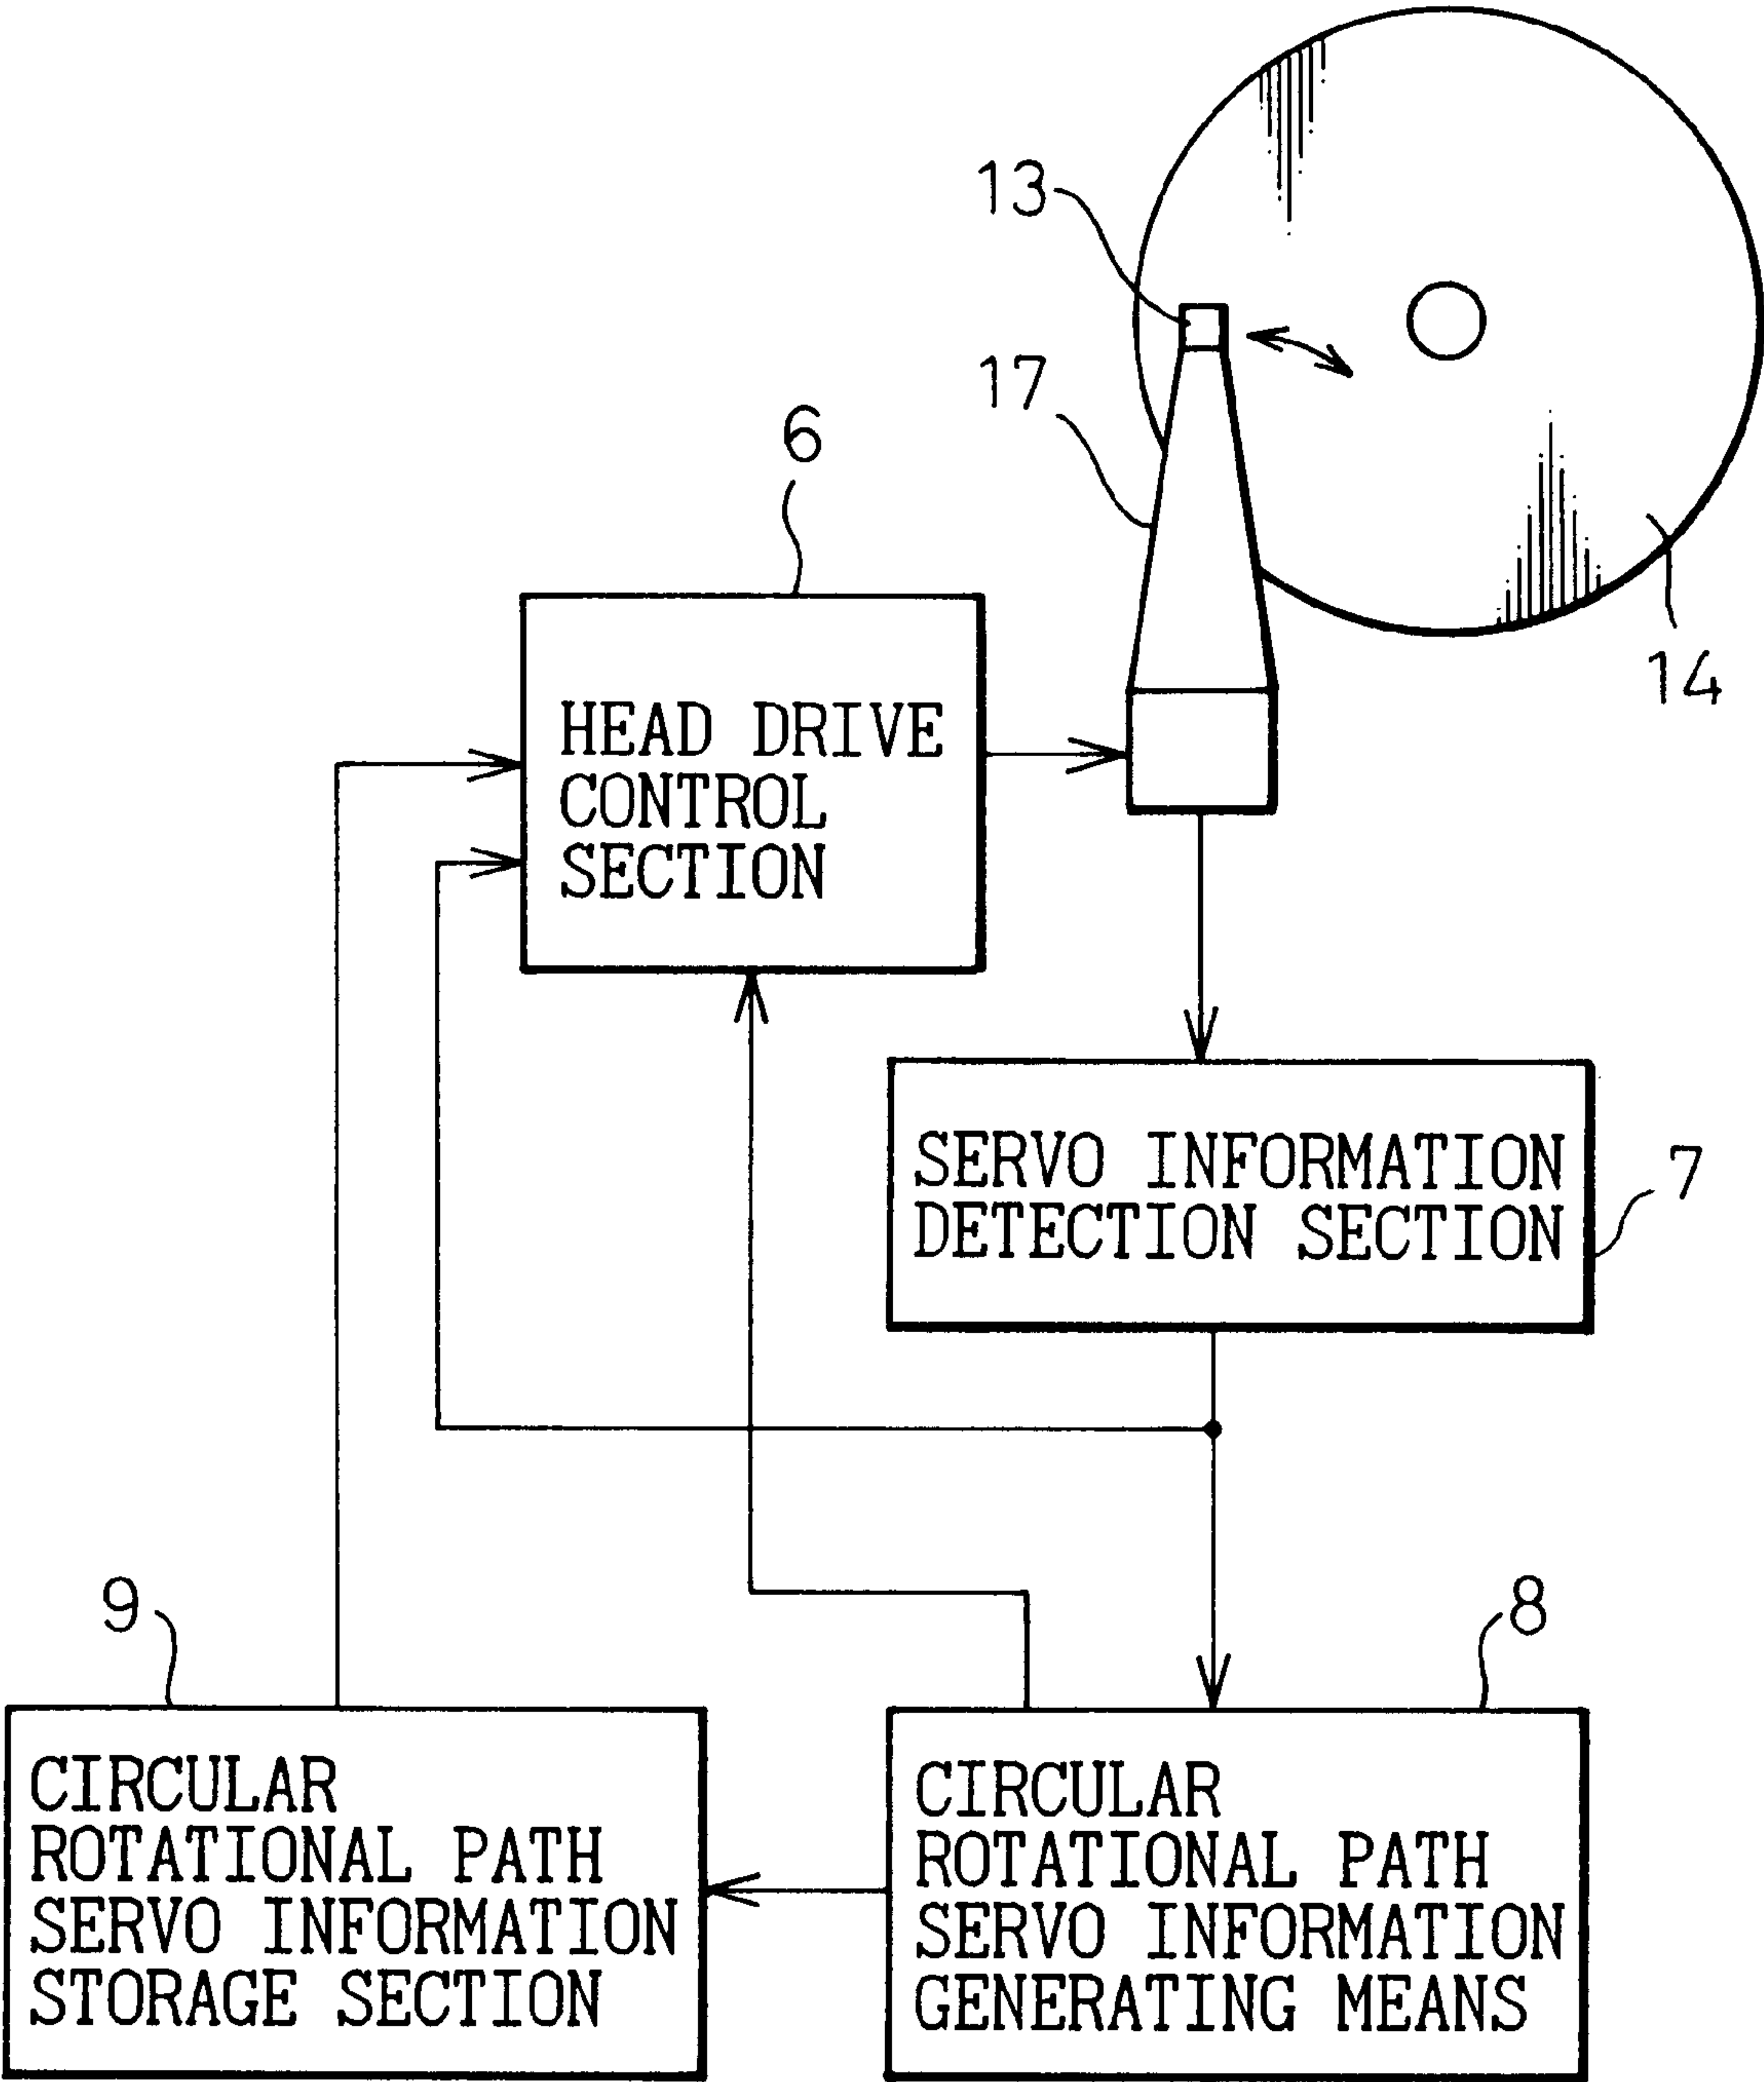 13
17
6
14
HEAD DRIVE
CONTROL
SECTION
SERVO INFORMATION
DETECTION SECTION
7
9
8
CIRCULAR
ROTATIONAL PATH
SERVO INFORMATION
STORAGE SECTION
CIRCULAR
ROTATIONAL PATH
SERVO INFORMATION
GENERATING MEANS